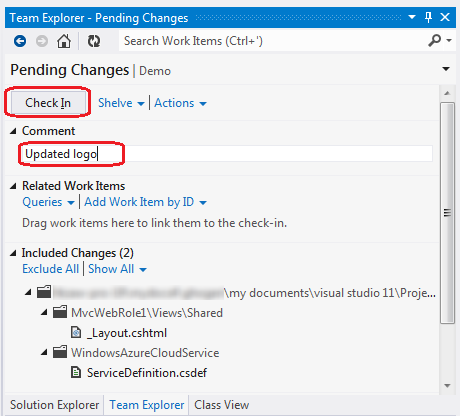 Team Explorer - Pending Changes
Search Work Items (Ctrl+')
Pending Changes | Demo
Check In Shelve Actions
Comment
Updated logo
Related Work Items
Queries Add Work Item by ID
Drag work items here to link them to the check-in.
Included Changes (2)
Exclude All Show All
\my documents\visual studio 11\Proje...
MvcWebRole1\Views\Shared
_Layout.cshtml
WindowsAzureCloudService
ServiceDefinition.csdef
Solution Explorer Team Explorer Class View